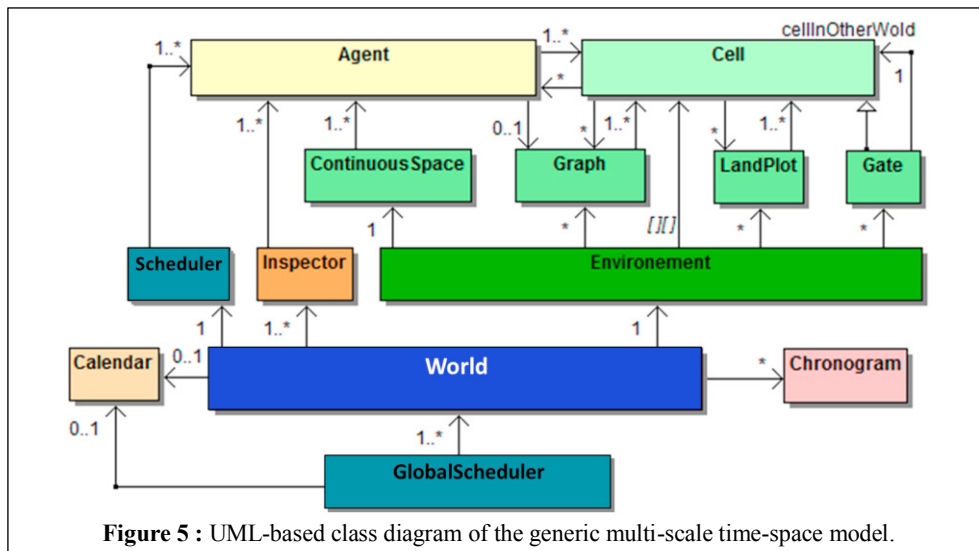 cellInOtherWold
1..*
Agent
1..*
Cell
1
*
1..*
1..*
0..1
*
1..*
*
1..*
ContinuousSpace
Graph
LandPlot
Gate
1
*
[][]
*
*
Scheduler
Inspector
Environement
1
1..*
1
Calendar
0..1
World
*
Chronogram
0..1
1..*
GlobalScheduler
Figure 5 : UML-based class diagram of the generic multi-scale time-space model.